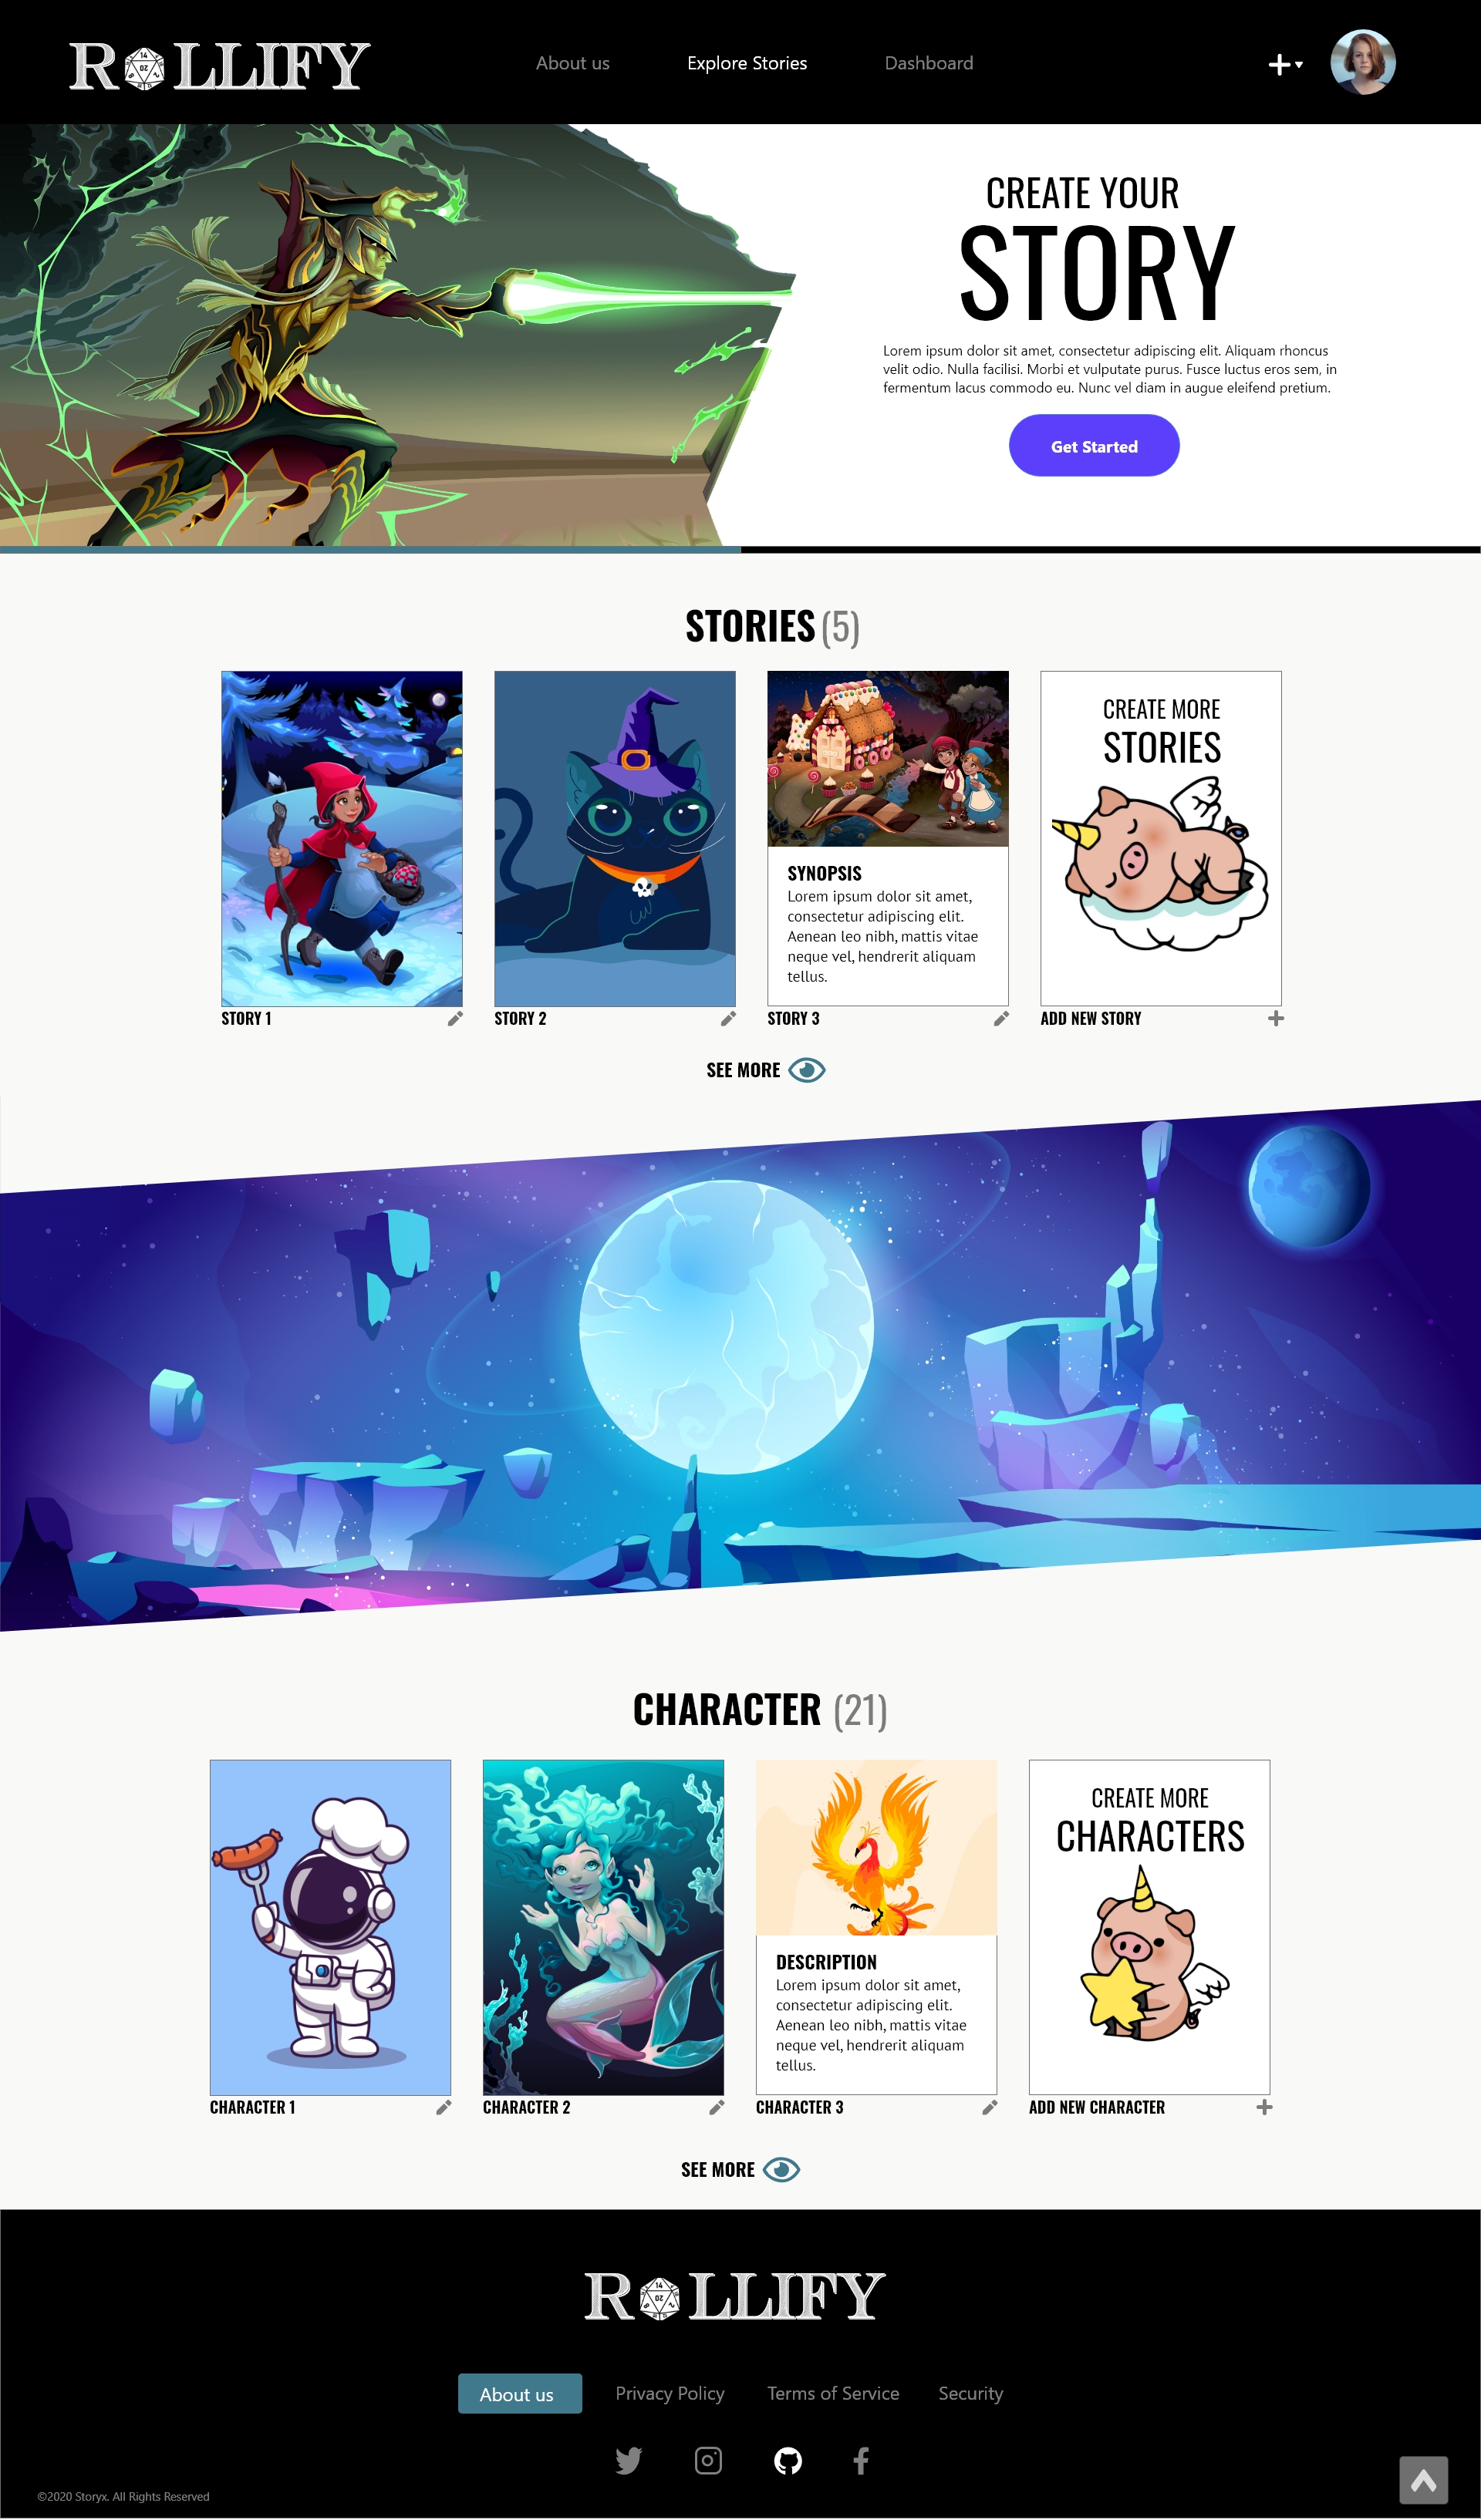 ROLLIFY
About us
Explore Stories
Dashboard
CREATE YOUR
STORY
Lorem ipsum dolor sit amet, consectetur adipiscing elit. Aliquam rhoncus
velit odio. Nulla facilisi. Morbi et vulputate purus. Fusce luctus eros sem, in
fermentum lacus commodo eu. Nunc vel diam in augue eleifend pretium.
Get Started
STORIES (5)
CREATE MORE
STORIES
SYNOPSIS
Lorem ipsum dolor sit amet,
consectetur adipiscing elit.
Aenean leo nibh, mattis vitae
neque vel, hendrerit aliquam
tellus.
STORY 1
STORY 2
STORY 3
ADD NEW STORY
SEE MORE
CHARACTER (21)
CREATE MORE
CHARACTERS
DESCRIPTION
Lorem ipsum dolor sit amet,
consectetur adipiscing elit.
Aenean leo nibh, mattis vitae
neque vel, hendrerit aliquam
tellus.
CHARACTER 1
CHARACTER 2
CHARACTER 3
ADD NEW CHARACTER
SEE MORE
ROLLIFY
About us
Privacy Policy
Terms of Service
Security
©2020 Storyx. All Rights Reserved